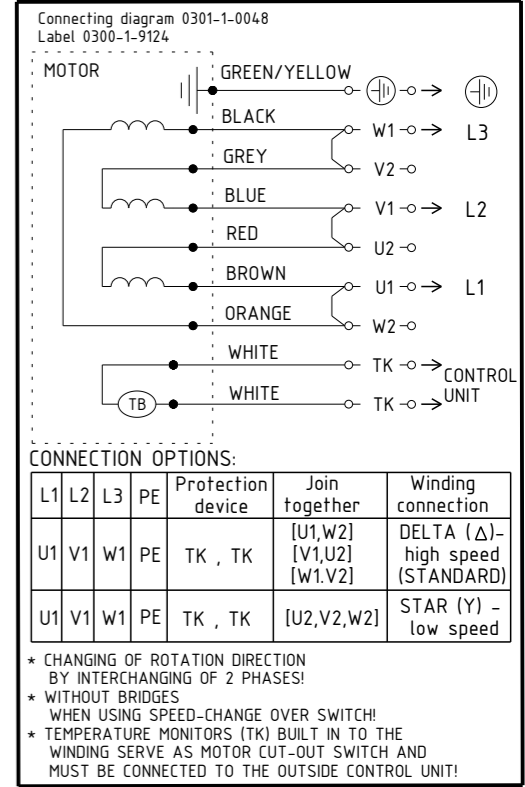 Connecting diagram 0301-1-0048
Label 0300-1-9124
MOTOR
GREEN/YELLOW
BLACK W1 L3
GREY V2
BLUE V1 L2
RED U2
BROWN U1 L1
ORANGE W2
WHITE TK
CONTROL
UNIT
TB WHITE TK
CONNECTION OPTIONS:
L1 L2 L3 PE Protection device Join together Winding connection
U1 V1 W1 PE TK , TK [U1,W2] [V1,U2] [W1.V2] DELTA (Δ)- high speed (STANDARD)
U1 V1 W1 PE TK , TK [U2,V2,W2] STAR (Y) - low speed
* CHANGING OF ROTATION DIRECTION
BY INTERCHANGING OF 2 PHASES!
* WITHOUT BRIDGES
WHEN USING SPEED-CHANGE OVER SWITCH!
* TEMPERATURE MONITORS (TK) BUILT IN TO THE
WINDING SERVE AS MOTOR CUT-OUT SWITCH AND
MUST BE CONNECTED TO THE OUTSIDE CONTROL UNIT!